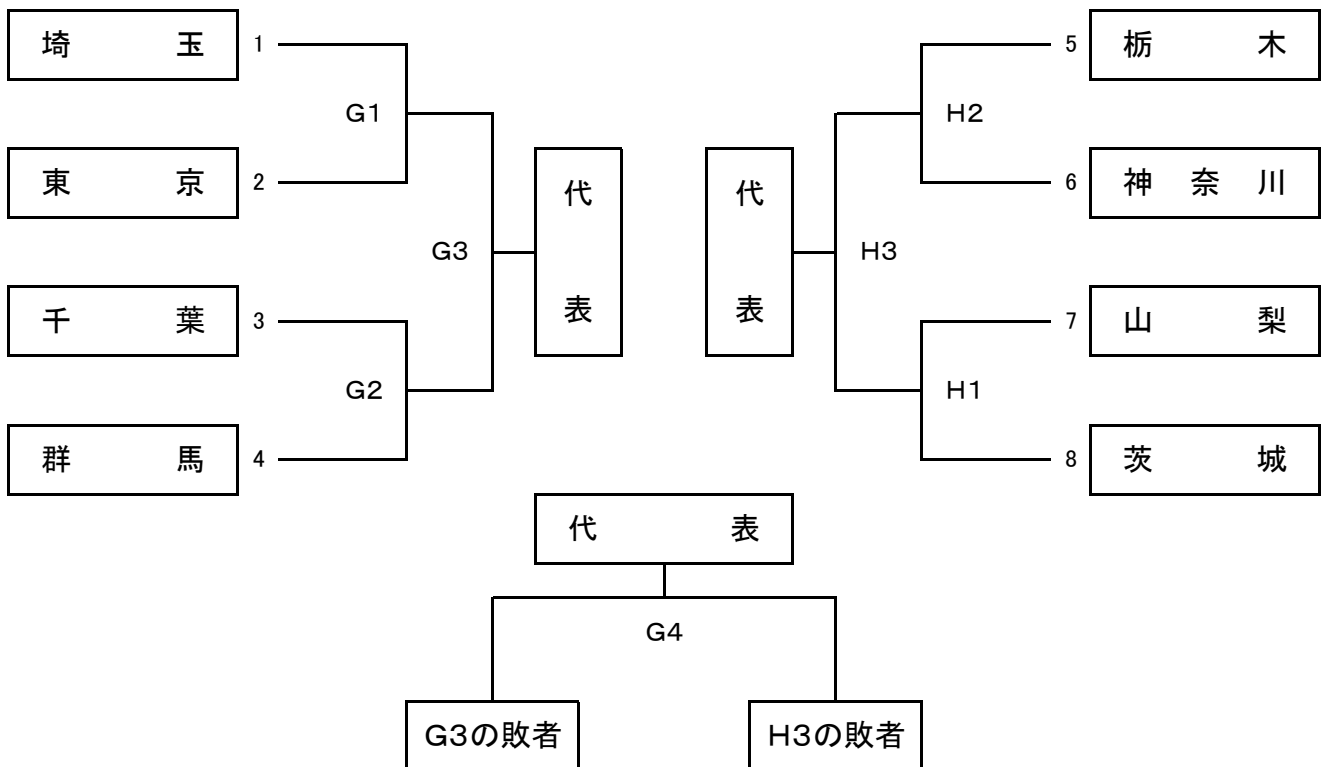 埼玉 1
G1
東京 2
G3
千葉 3
G2
群馬 4
代表
代表
5 栃木
H2
6 神奈川
H3
7 山梨
H1
8 茨城
代表
G4
G3の敗者
H3の敗者